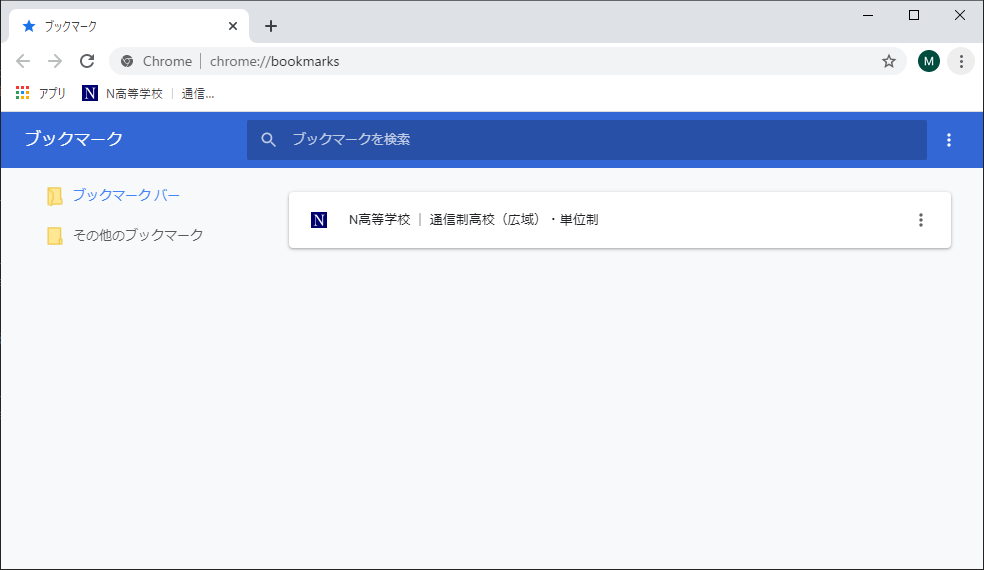 ブックマーク
Chrome | chrome://bookmarks
M
アプリ N N高等学校 | 通信...
ブックマーク
ブックマークを検索
ブックマーク バー
その他のブックマーク
N N高等学校 | 通信制高校（広域）・単位制